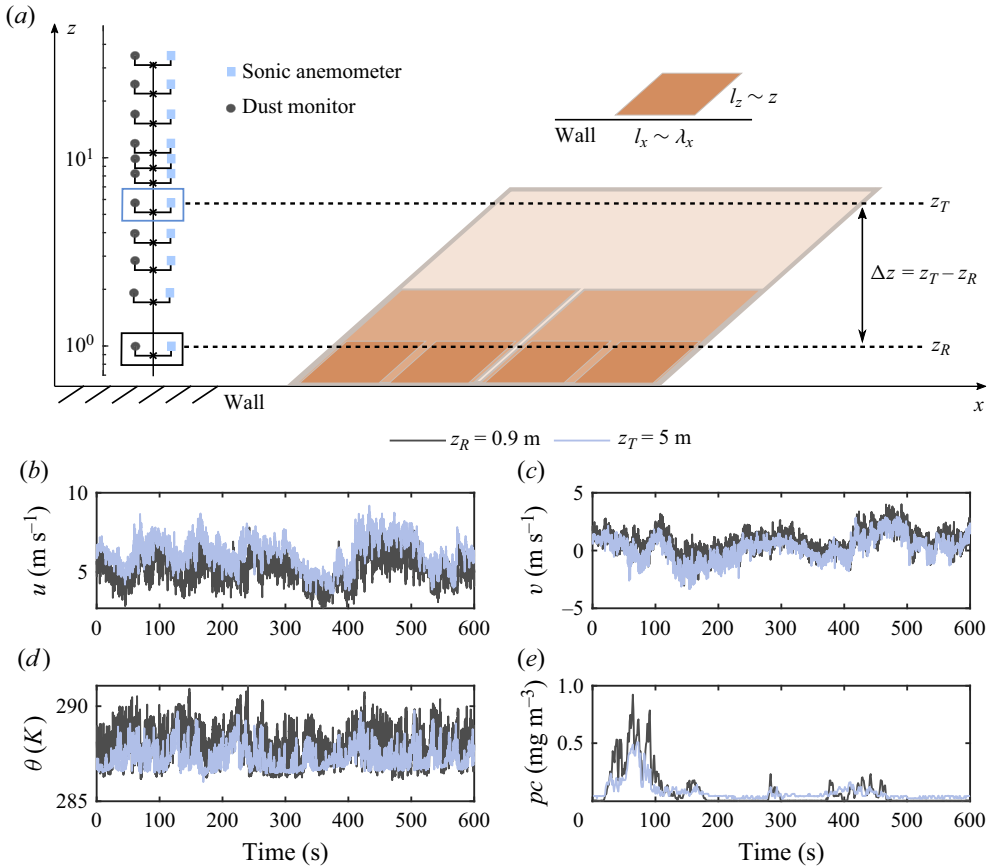 (a)
z
Sonic anemometer
Dust monitor
l_z ~ z
Wall
l_x ~ λ_x
10^1
z_T
Δz = z_T – z_R
10^0
z_R
Wall
x
z_R = 0.9 m
z_T = 5 m
(b)
(c)
10
5
u (m s^−1)
0 100 200 300 400 500 600
5
0
−5
v (m s^−1)
0 100 200 300 400 500 600
(d)
(e)
290
285
θ (K)
0 100 200 300 400 500 600
Time (s)
1.0
0.5
pc (mg m^−3)
0 100 200 300 400 500 600
Time (s)